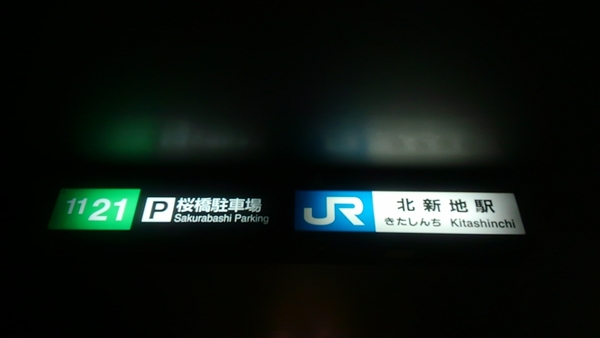 11 21
P 桜橋駐車場
Sakurabashi Parking
JR
北新地駅
きたしんち Kitashinchi